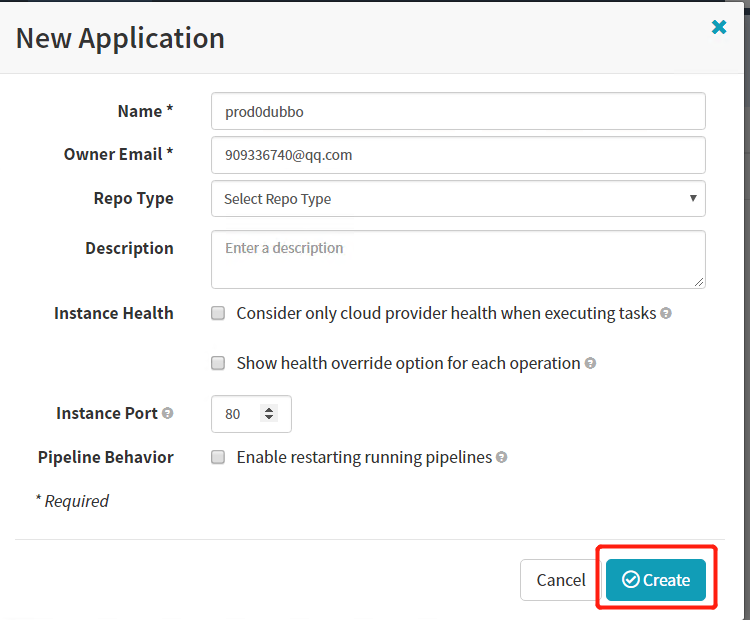 New Application
Name *
prod0dubbo
Owner Email *
909336740@qq.com
Repo Type
Select Repo Type
Description
Enter a description
Instance Health
Consider only cloud provider health when executing tasks
Show health override option for each operation
Instance Port
80
Pipeline Behavior
Enable restarting running pipelines
* Required
Cancel
Create